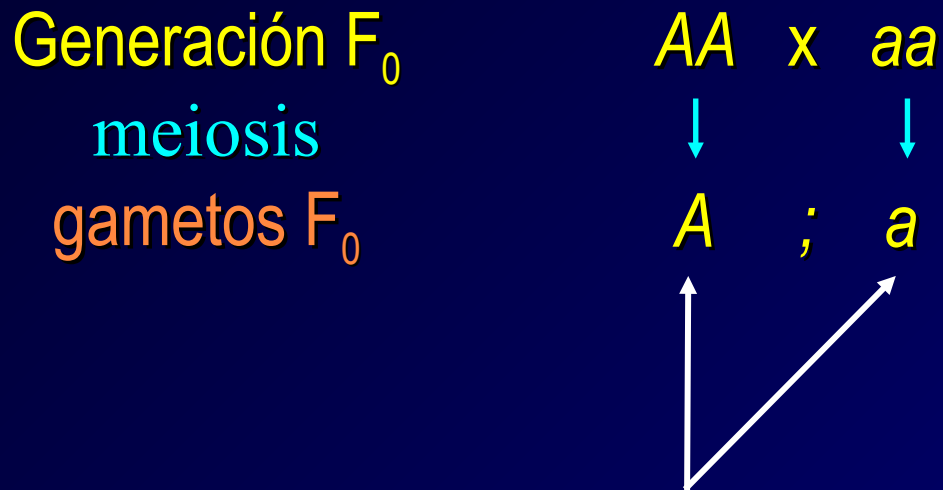 Generación F₀ AA x aa
meiosis
gametos F₀ A ; a